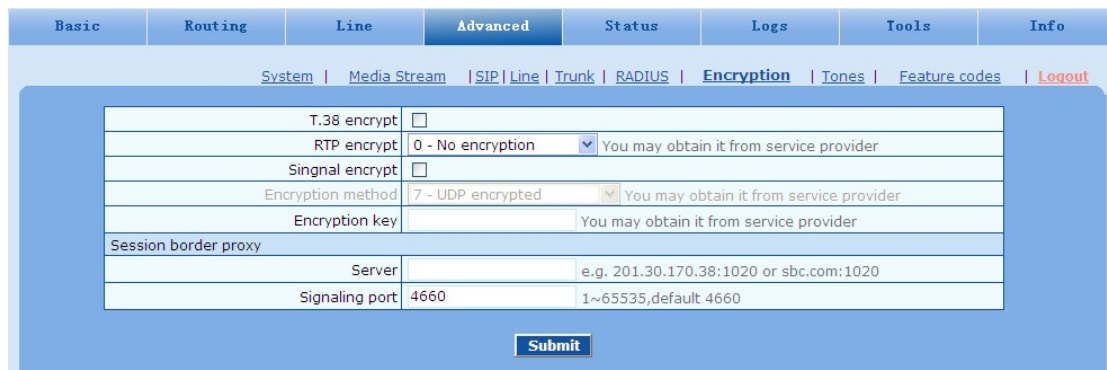 Basic Routing Line Advanced Status Logs Tools Info
System | Media Stream | SIP | Line | Trunk | RADIUS | Encryption | Tones | Feature codes | Logout
T.38 encrypt
RTP encrypt 0 - No encryption You may obtain it from service provider
Singnal encrypt
Encryption method 7 - UDP encrypted You may obtain it from service provider
Encryption key You may obtain it from service provider
Session border proxy
Server e.g. 201.30.170.38:1020 or sbc.com:1020
Signaling port 4660 1~65535,default 4660
Submit